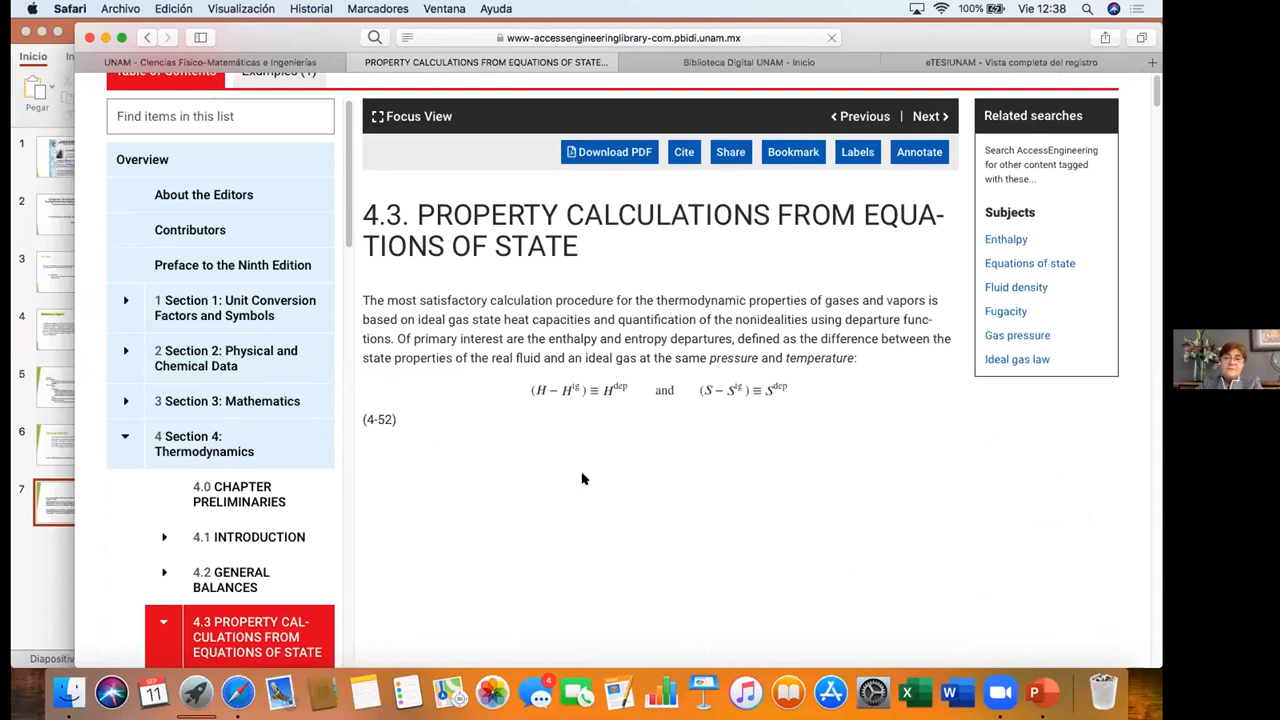 Safari Archivo Edición Visualización Historial Marcadores Ventana Ayuda 100% Vie 12:38
Inicio
Pegar
1
2
3
4
5
6
7
www-accessengineeringlibrary-com.pbidi.unam.mx
UNAM - Ciencias Físico-Matemáticas e Ingenierías
PROPERTY CALCULATIONS FROM EQUATIONS OF STATE...
Biblioteca Digital UNAM - Inicio
eTESIUNAM - Vista completa del registro
Table of Contents
Examples (1)
Find items in this list
Overview
About the Editors
Contributors
Preface to the Ninth Edition
1 Section 1: Unit Conversion
Factors and Symbols
2 Section 2: Physical and
Chemical Data
3 Section 3: Mathematics
4 Section 4:
Thermodynamics
4.0 CHAPTER
PRELIMINARIES
4.1 INTRODUCTION
4.2 GENERAL
BALANCES
4.3 PROPERTY CAL-
CULATIONS FROM
EQUATIONS OF STATE
Focus View
Previous | Next
Download PDF
Cite
Share
Bookmark
Labels
Annotate
4.3. PROPERTY CALCULATIONS FROM EQUA-
TIONS OF STATE
The most satisfactory calculation procedure for the thermodynamic properties of gases and vapors is
based on ideal gas state heat capacities and quantification of the nonidealities using departure func-
tions. Of primary interest are the enthalpy and entropy departures, defined as the difference between the
state properties of the real fluid and an ideal gas at the same pressure and temperature:
(H − H^ig) ≡ H^dep and (S − S^ig) ≡ S^dep
(4-52)
Related searches
Search AccessEngineering
for other content tagged
with these...
Subjects
Enthalpy
Equations of state
Fluid density
Fugacity
Gas pressure
Ideal gas law
Diapositiv
SEP
11
4